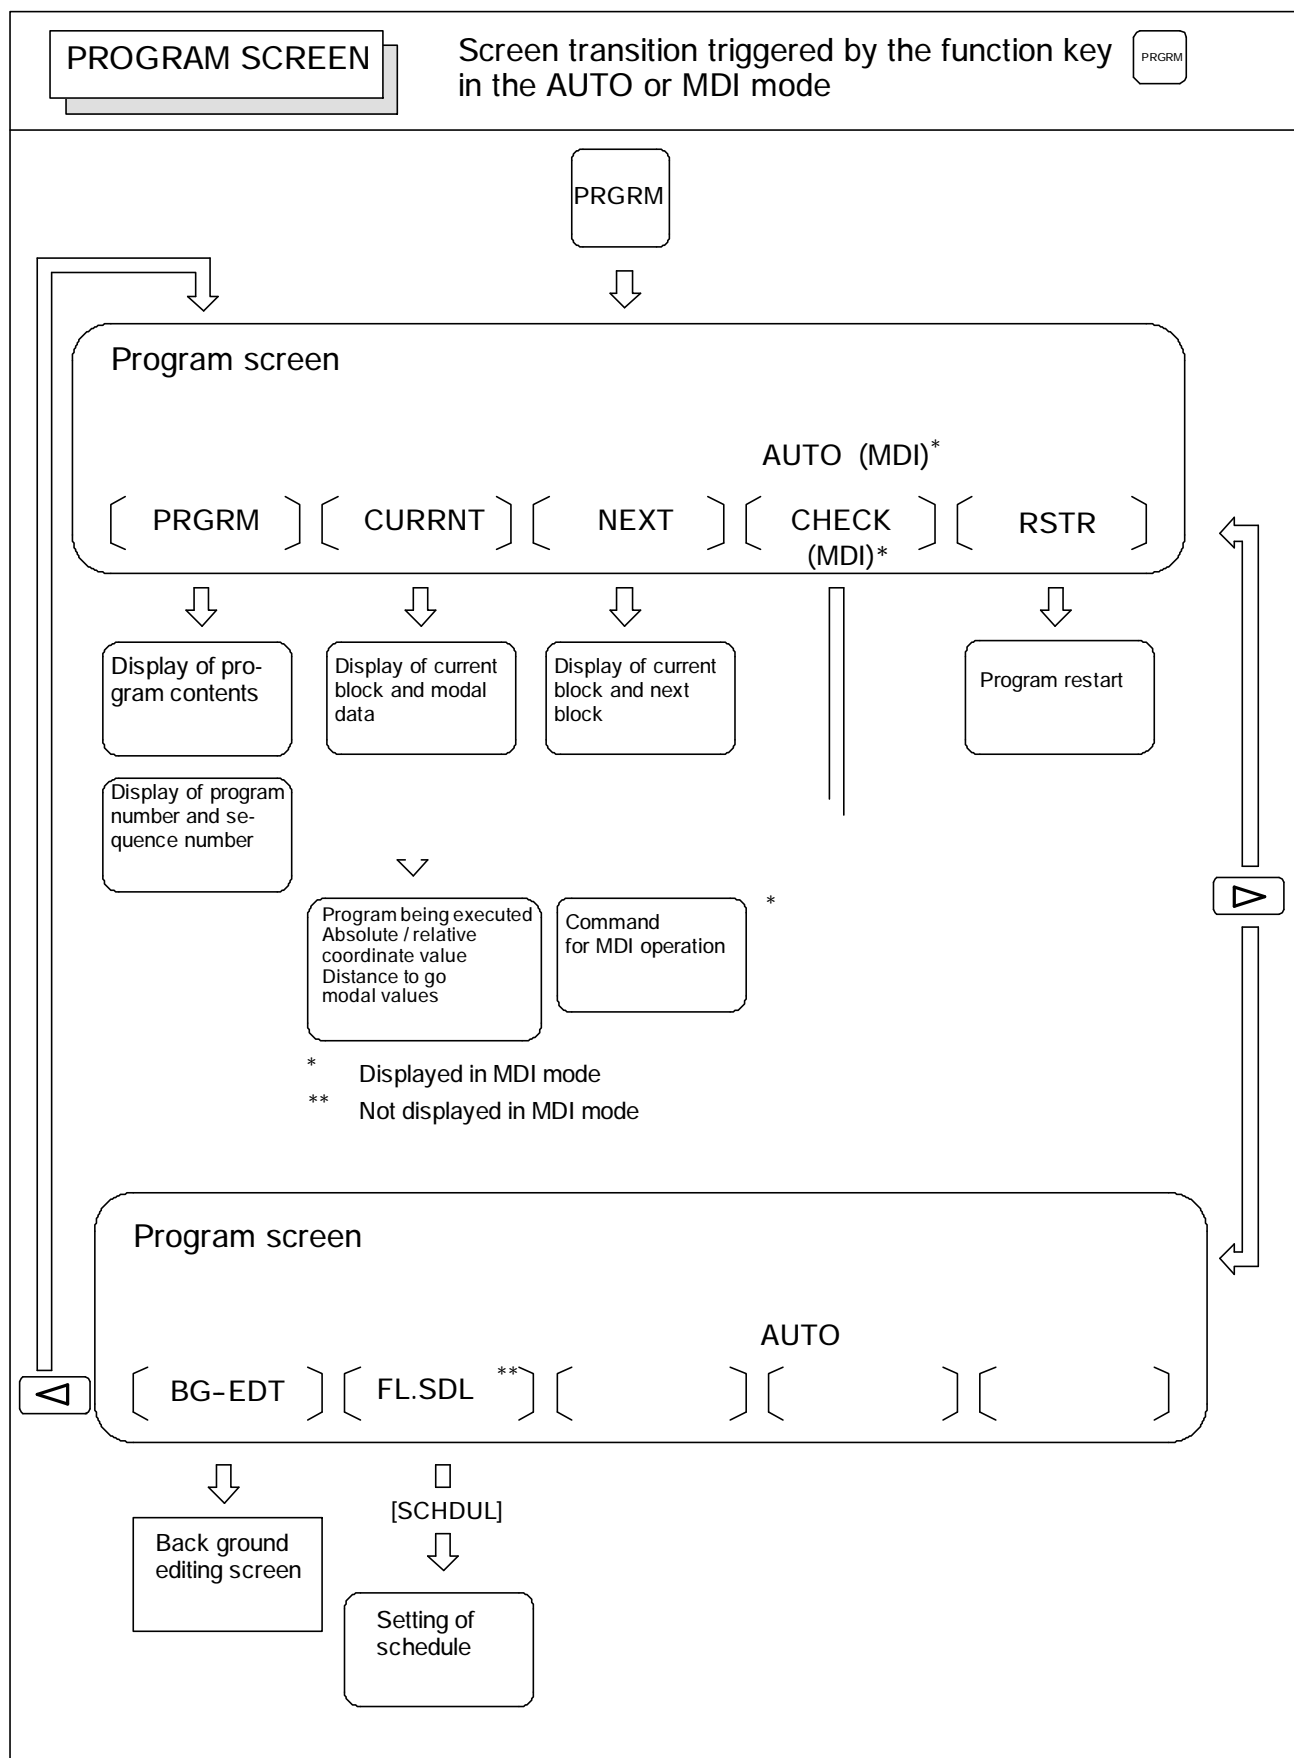 PROGRAM SCREEN
Screen transition triggered by the function key
in the AUTO or MDI mode
PRGRM
PRGRM
Program screen
AUTO (MDI)*
PRGRM
CURRNT
NEXT
CHECK
(MDI)*
RSTR
Display of pro-
gram contents
Display of current
block and modal
data
Display of current
block and next
block
Program restart
Display of program
number and se-
quence number
Program being executed
Absolute / relative
coordinate value
Distance to go
modal values
Command
for MDI operation
*
* Displayed in MDI mode
** Not displayed in MDI mode
Program screen
AUTO
BG-EDT
FL.SDL **
[SCHDUL]
Back ground
editing screen
Setting of
schedule